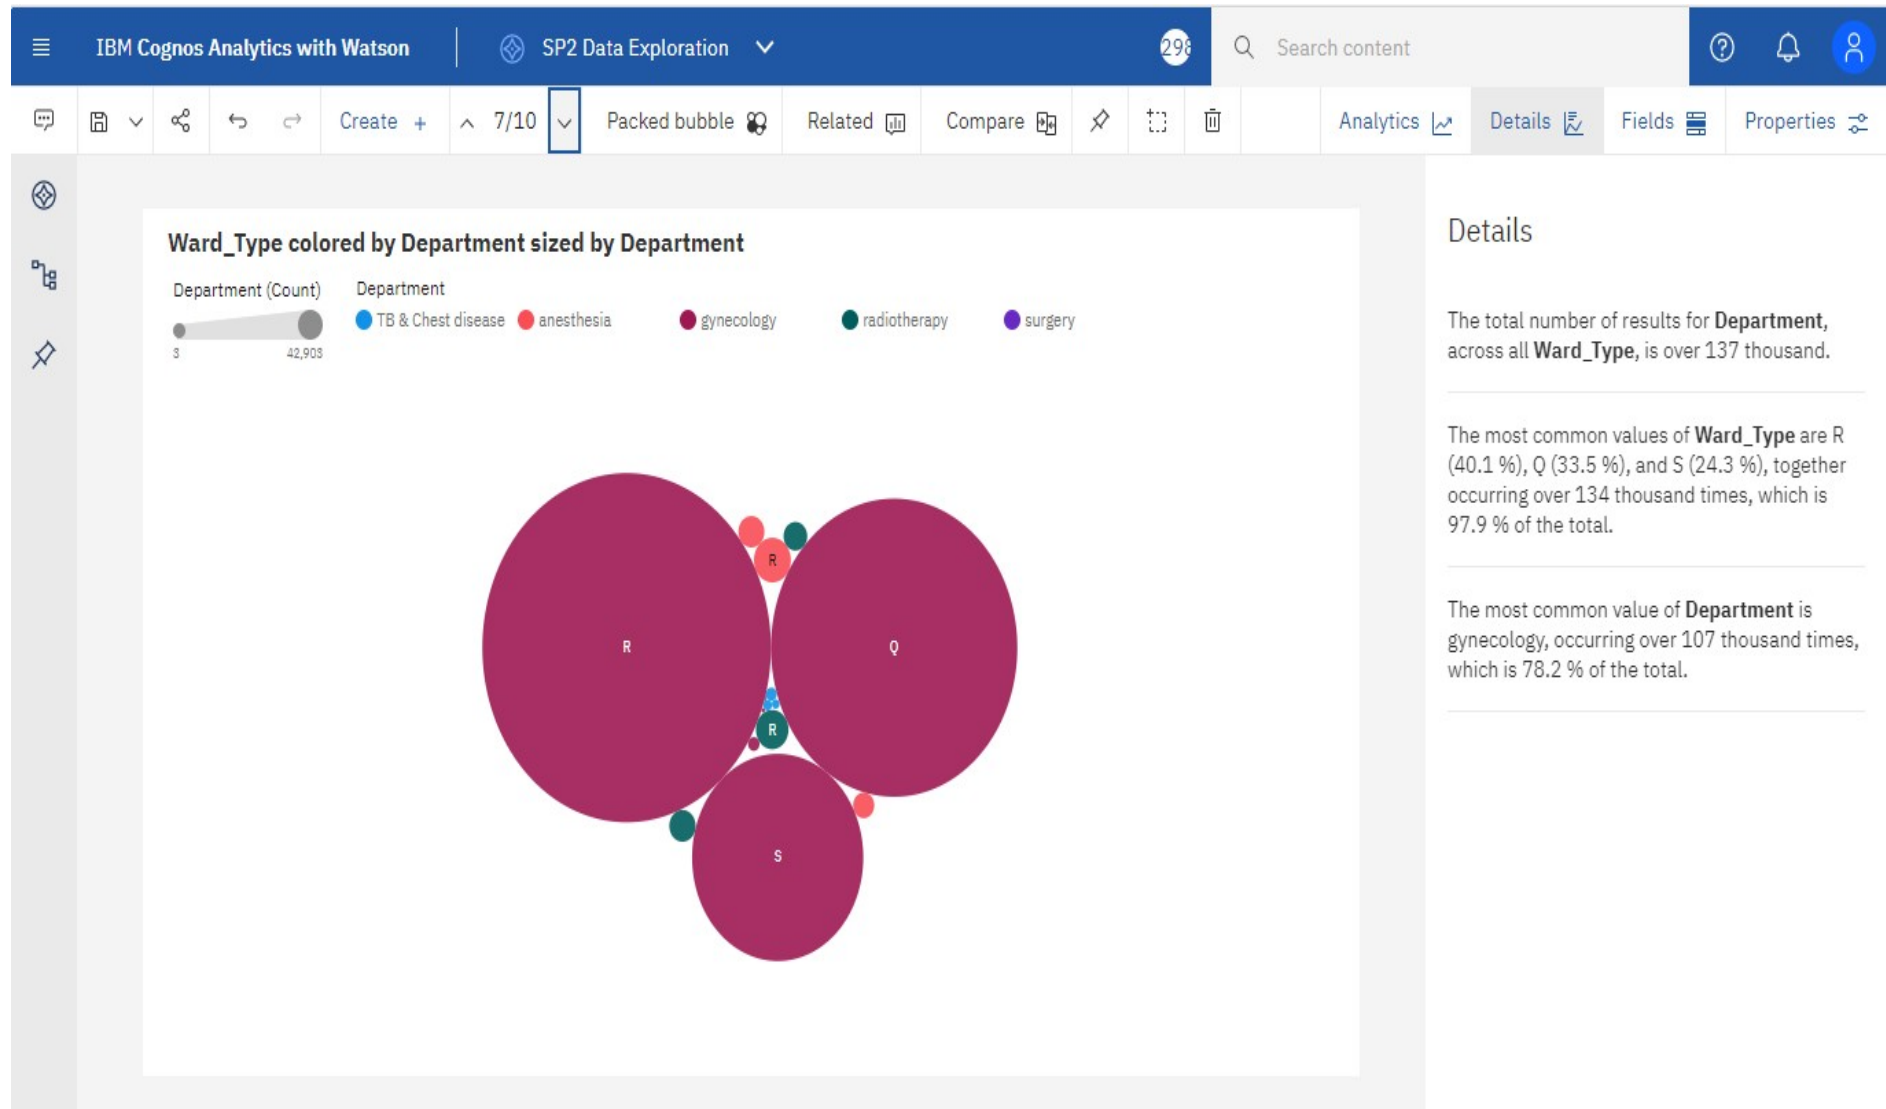 IBM Cognos Analytics with Watson
SP2 Data Exploration
298
Search content
Create +
7/10
Packed bubble
Related
Compare
Analytics
Details
Fields
Properties
Ward_Type colored by Department sized by Department
Department (Count)
3
42,903
Department
TB & Chest disease
anesthesia
gynecology
radiotherapy
surgery
R
R
Q
R
S
Details
The total number of results for Department,
across all Ward_Type, is over 137 thousand.
The most common values of Ward_Type are R
(40.1 %), Q (33.5 %), and S (24.3 %), together
occurring over 134 thousand times, which is
97.9 % of the total.
The most common value of Department is
gynecology, occurring over 107 thousand times,
which is 78.2 % of the total.